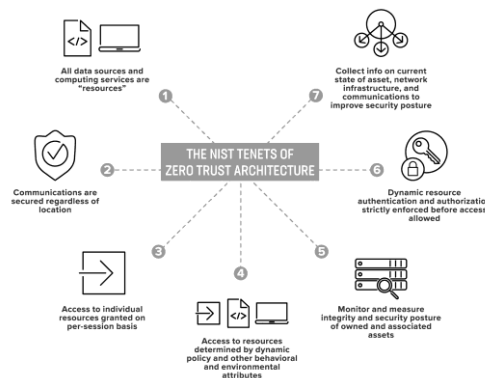 </>
All data sources and
computing services are
"resources"
1
Collect info on current
state of asset, network
infrastructure, and
communications to
improve security posture
7
THE NIST TENETS OF
ZERO TRUST ARCHITECTURE
2
Communications are
secured regardless of
location
6
Dynamic resource
authentication and authorization
strictly enforced before access
allowed
3
Access to individual
resources granted on
per-session basis
4
</>
Access to resources
determined by dynamic
policy and other behavioral
and environmental
attributes
5
Monitor and measure
integrity and security posture
of owned and associated
assets